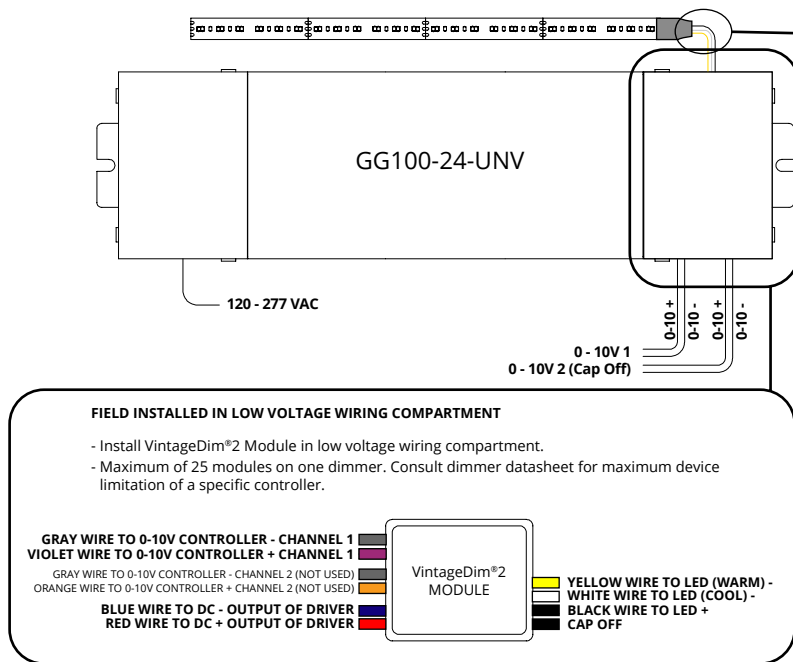 GG100-24-UNV
120 - 277 VAC
0-10 +
0-10 -
0-10 +
0-10 -
0 - 10V 1
0 - 10V 2 (Cap Off)
FIELD INSTALLED IN LOW VOLTAGE WIRING COMPARTMENT
- Install VintageDim®2 Module in low voltage wiring compartment.
- Maximum of 25 modules on one dimmer. Consult dimmer datasheet for maximum device
limitation of a specific controller.
GRAY WIRE TO 0-10V CONTROLLER - CHANNEL 1
VIOLET WIRE TO 0-10V CONTROLLER + CHANNEL 1
GRAY WIRE TO 0-10V CONTROLLER - CHANNEL 2 (NOT USED)
ORANGE WIRE TO 0-10V CONTROLLER + CHANNEL 2 (NOT USED)
BLUE WIRE TO DC - OUTPUT OF DRIVER
RED WIRE TO DC + OUTPUT OF DRIVER
VintageDim®2
MODULE
YELLOW WIRE TO LED (WARM) -
WHITE WIRE TO LED (COOL) -
BLACK WIRE TO LED +
CAP OFF